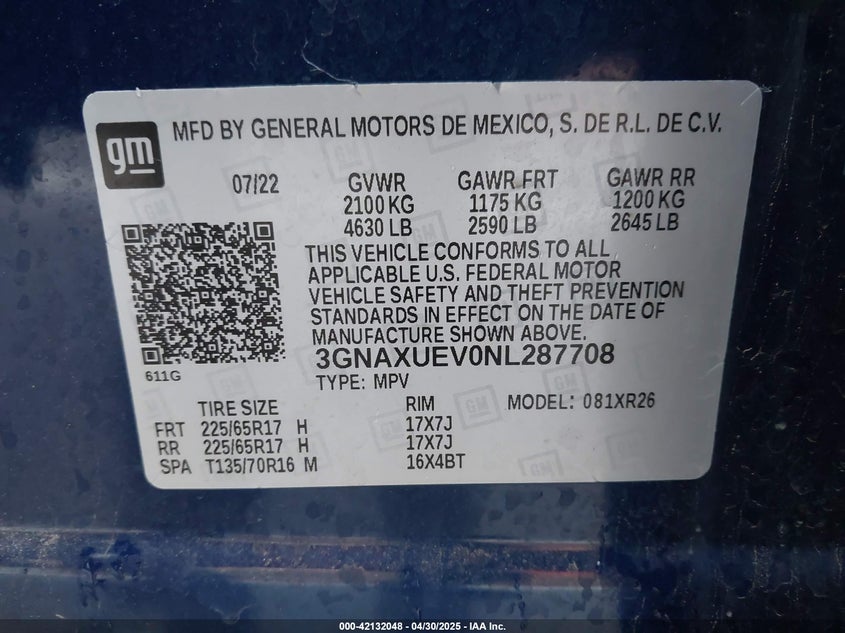 gm
MFD BY GENERAL MOTORS DE MEXICO, S. DE R.L. DE C.V.
07/22 GVWR GAWR FRT GAWR RR
2100 KG 1175 KG 1200 KG
4630 LB 2590 LB 2645 LB
THIS VEHICLE CONFORMS TO ALL
APPLICABLE U.S. FEDERAL MOTOR
VEHICLE SAFETY AND THEFT PREVENTION
STANDARDS IN EFFECT ON THE DATE OF
MANUFACTURE SHOWN ABOVE.
3GNAXUEV0NL287708
611G
TYPE: MPV
TIRE SIZE RIM MODEL: 081XR26
FRT 225/65R17 H 17X7J
RR 225/65R17 H 17X7J
SPA T135/70R16 M 16X4BT
000-42132048 - 04/30/2025 - IAA Inc.